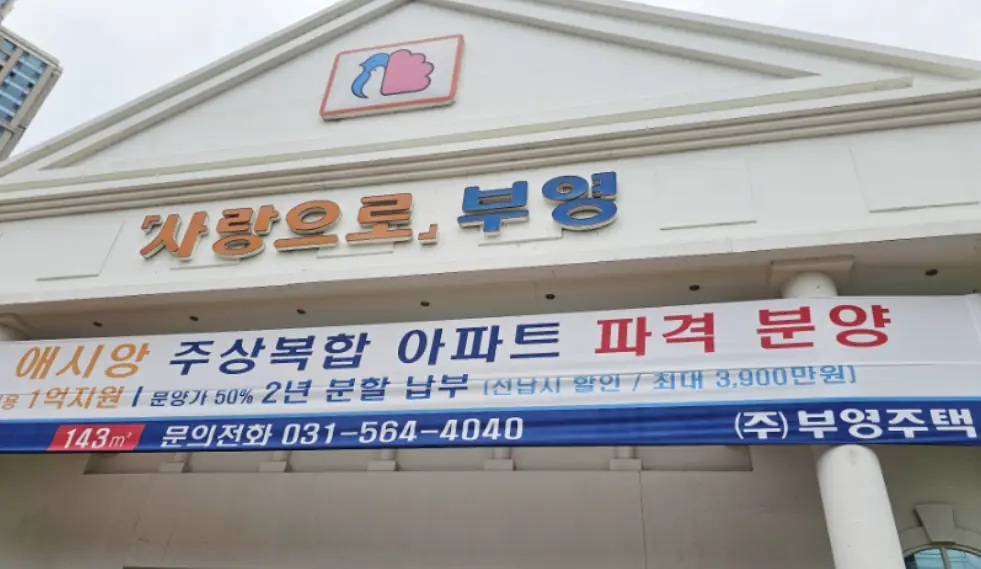 「사랑으로」부영
애시앙 주상복합 아파트 파격 분양
1억지원 / 분양가 50% 2년 분할 납부 (선납시 할인 / 최대 3,900만원)
143㎡ 문의전화 031-564-4040 (주)부영주택